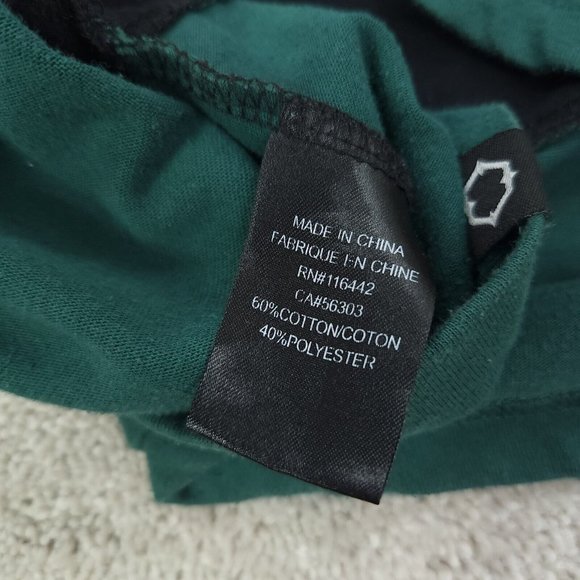 MADE IN CHINA
FABRIQUE EN CHINE
RN#116442
CA#56303
60%COTTON/COTON
40%POLYESTER